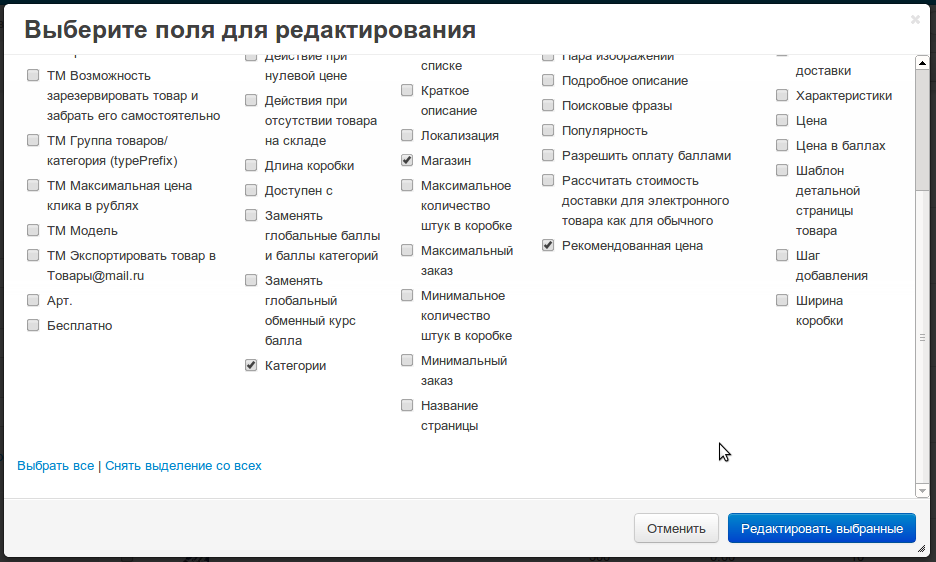 Выберите поля для редактирования
ТМ Возможность
зарезервировать товар и
забрать его самостоятельно
ТМ Группа товаров/
категория (typePrefix)
ТМ Максимальная цена
клика в рублях
ТМ Модель
ТМ Экспортировать товар в
Товары@mail.ru
Арт.
Бесплатно
Действие при
нулевой цене
Действия при
отсутствии товара
на складе
Длина коробки
Доступен с
Заменять
глобальные баллы
и баллы категорий
Заменять
глобальный
обменный курс
балла
Категории
списке
Краткое
описание
Локализация
Магазин
Максимальное
количество
штук в коробке
Максимальный
заказ
Минимальное
количество
штук в коробке
Минимальный
заказ
Название
страницы
Пара изображений
Подробное описание
Поисковые фразы
Популярность
Разрешить оплату баллами
Рассчитать стоимость
доставки для электронного
товара как для обычного
Рекомендованная цена
доставки
Характеристики
Цена
Цена в баллах
Шаблон
детальной
страницы
товара
Шаг
добавления
Ширина
коробки
Выбрать все | Снять выделение со всех
Отменить
Редактировать выбранные